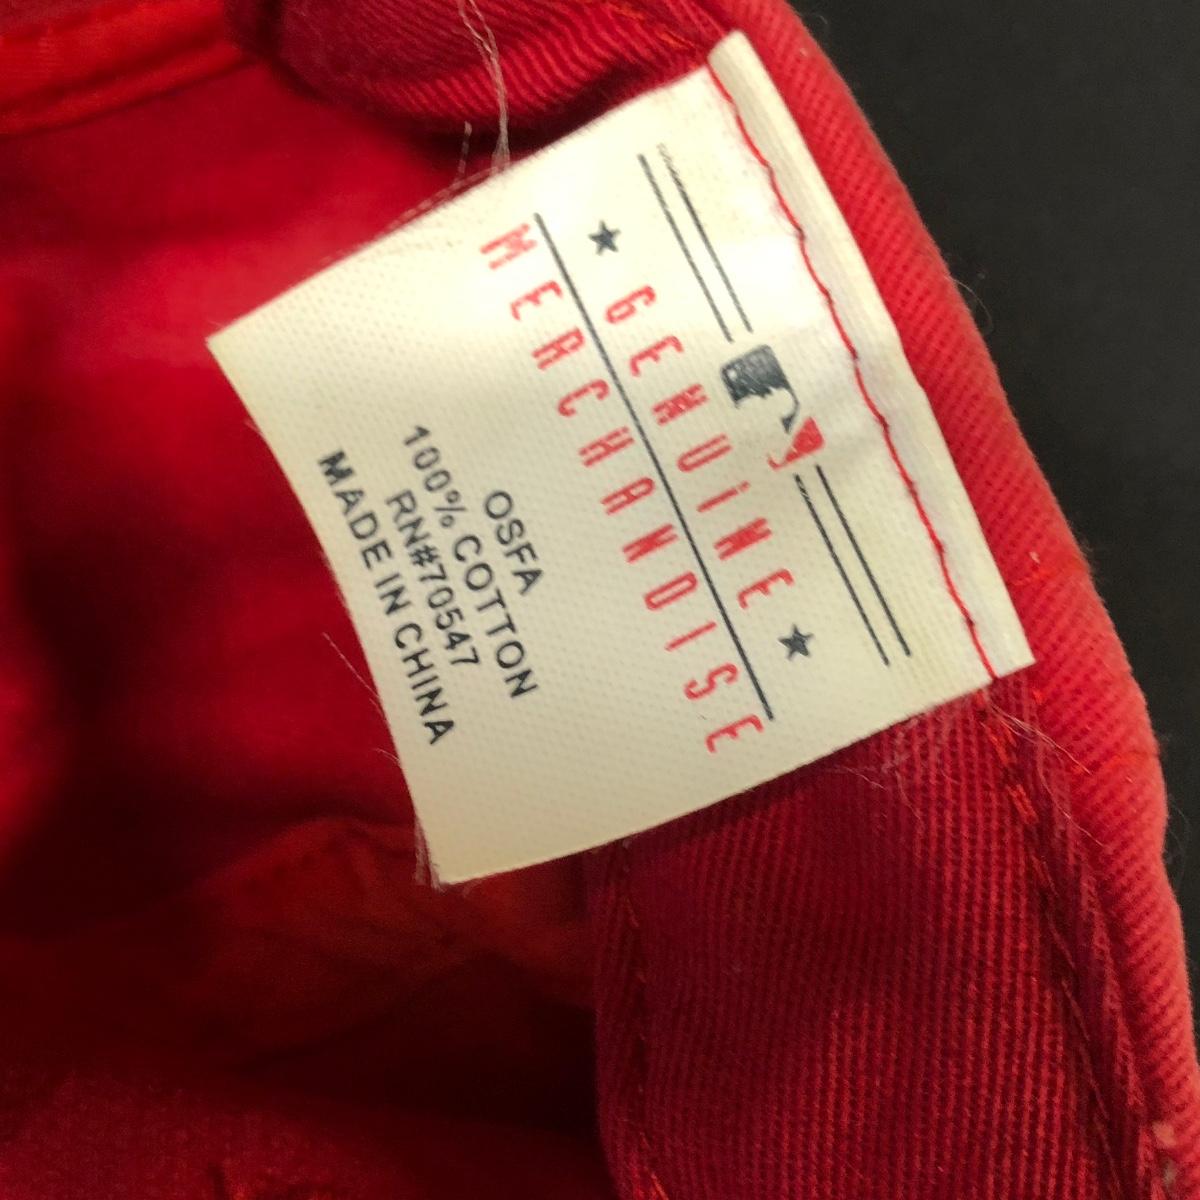 ★ GENUiNE ★
MERCHANDISE
OSFA
100% COTTON
RN#70547
MADE IN CHINA